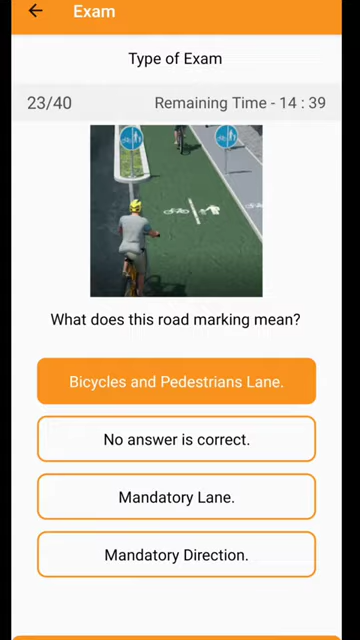 Exam
Type of Exam
23/40
Remaining Time - 14 : 39
What does this road marking mean?
Bicycles and Pedestrians Lane.
No answer is correct.
Mandatory Lane.
Mandatory Direction.